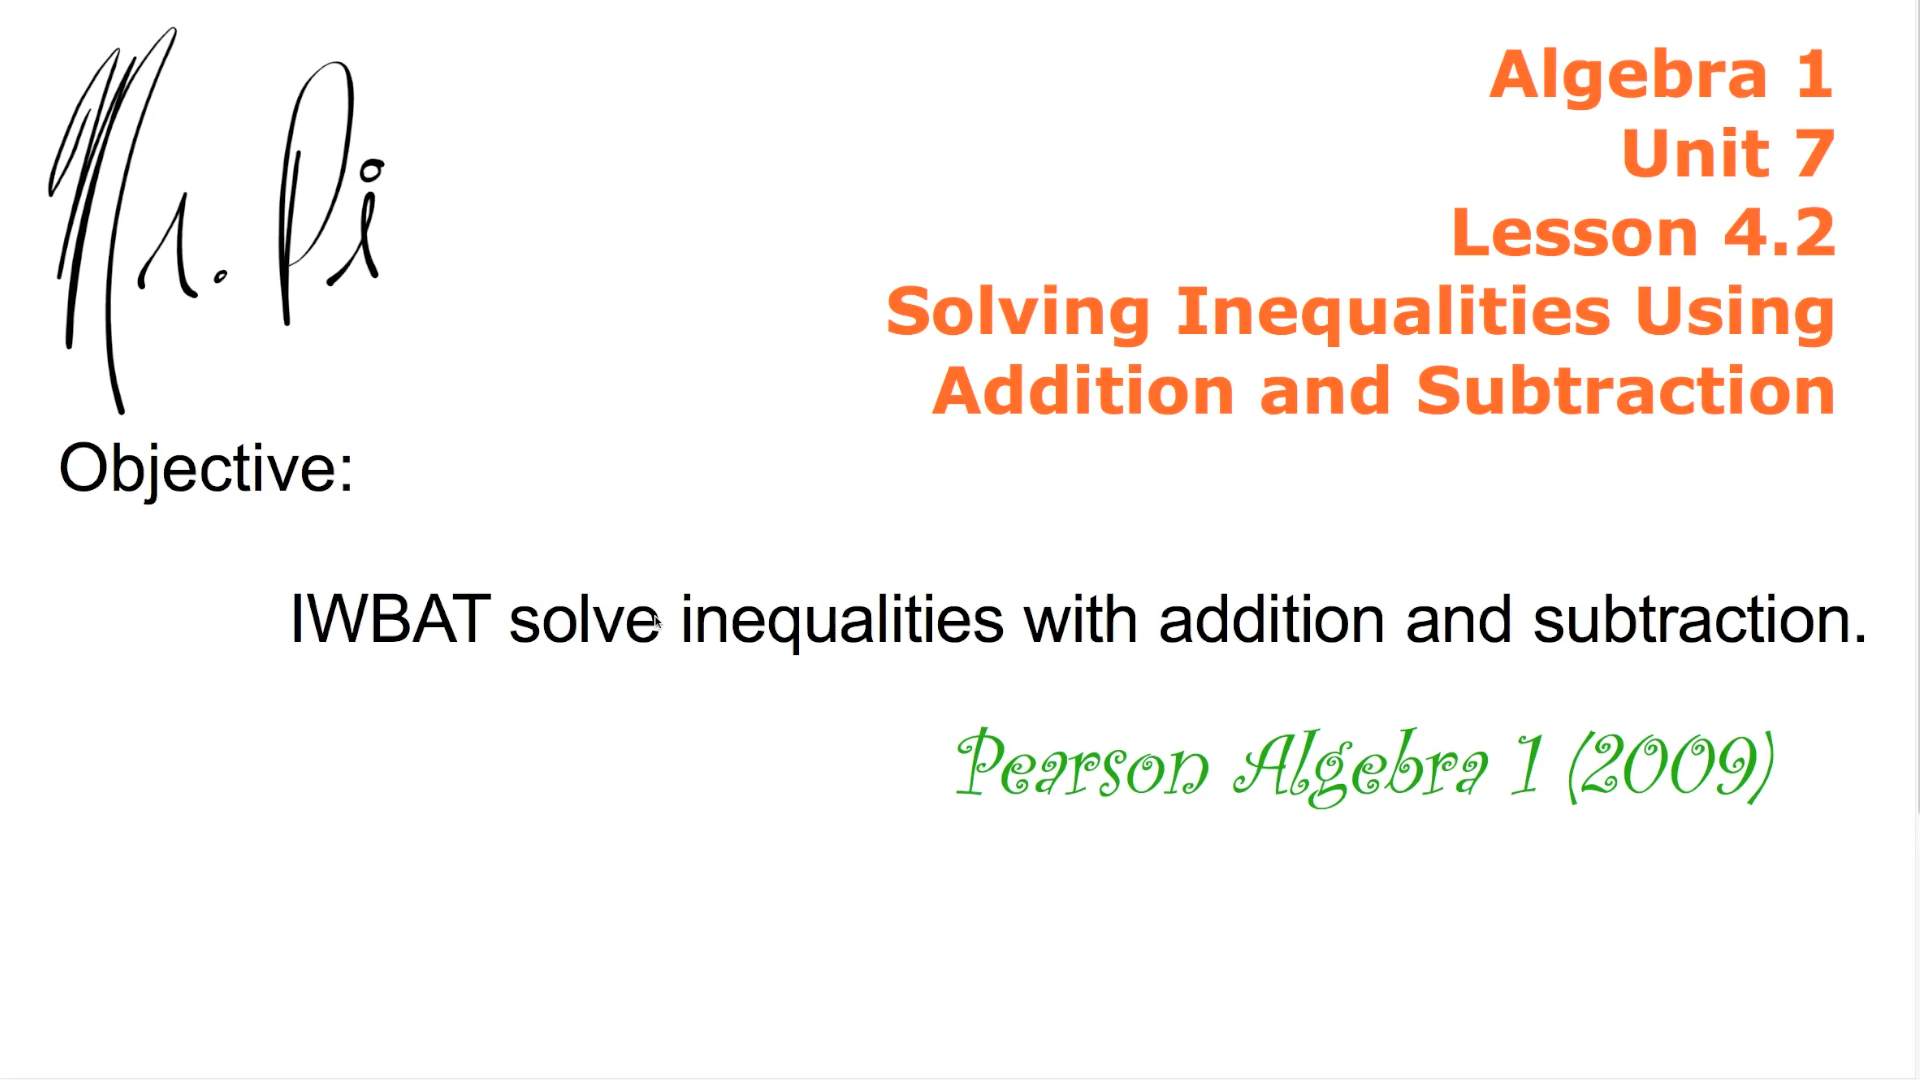 Mr. Pi
Algebra 1
Unit 7
Lesson 4.2
Solving Inequalities Using
Addition and Subtraction
Objective:
IWBAT solve inequalities with addition and subtraction.
Pearson Algebra 1 (2009)